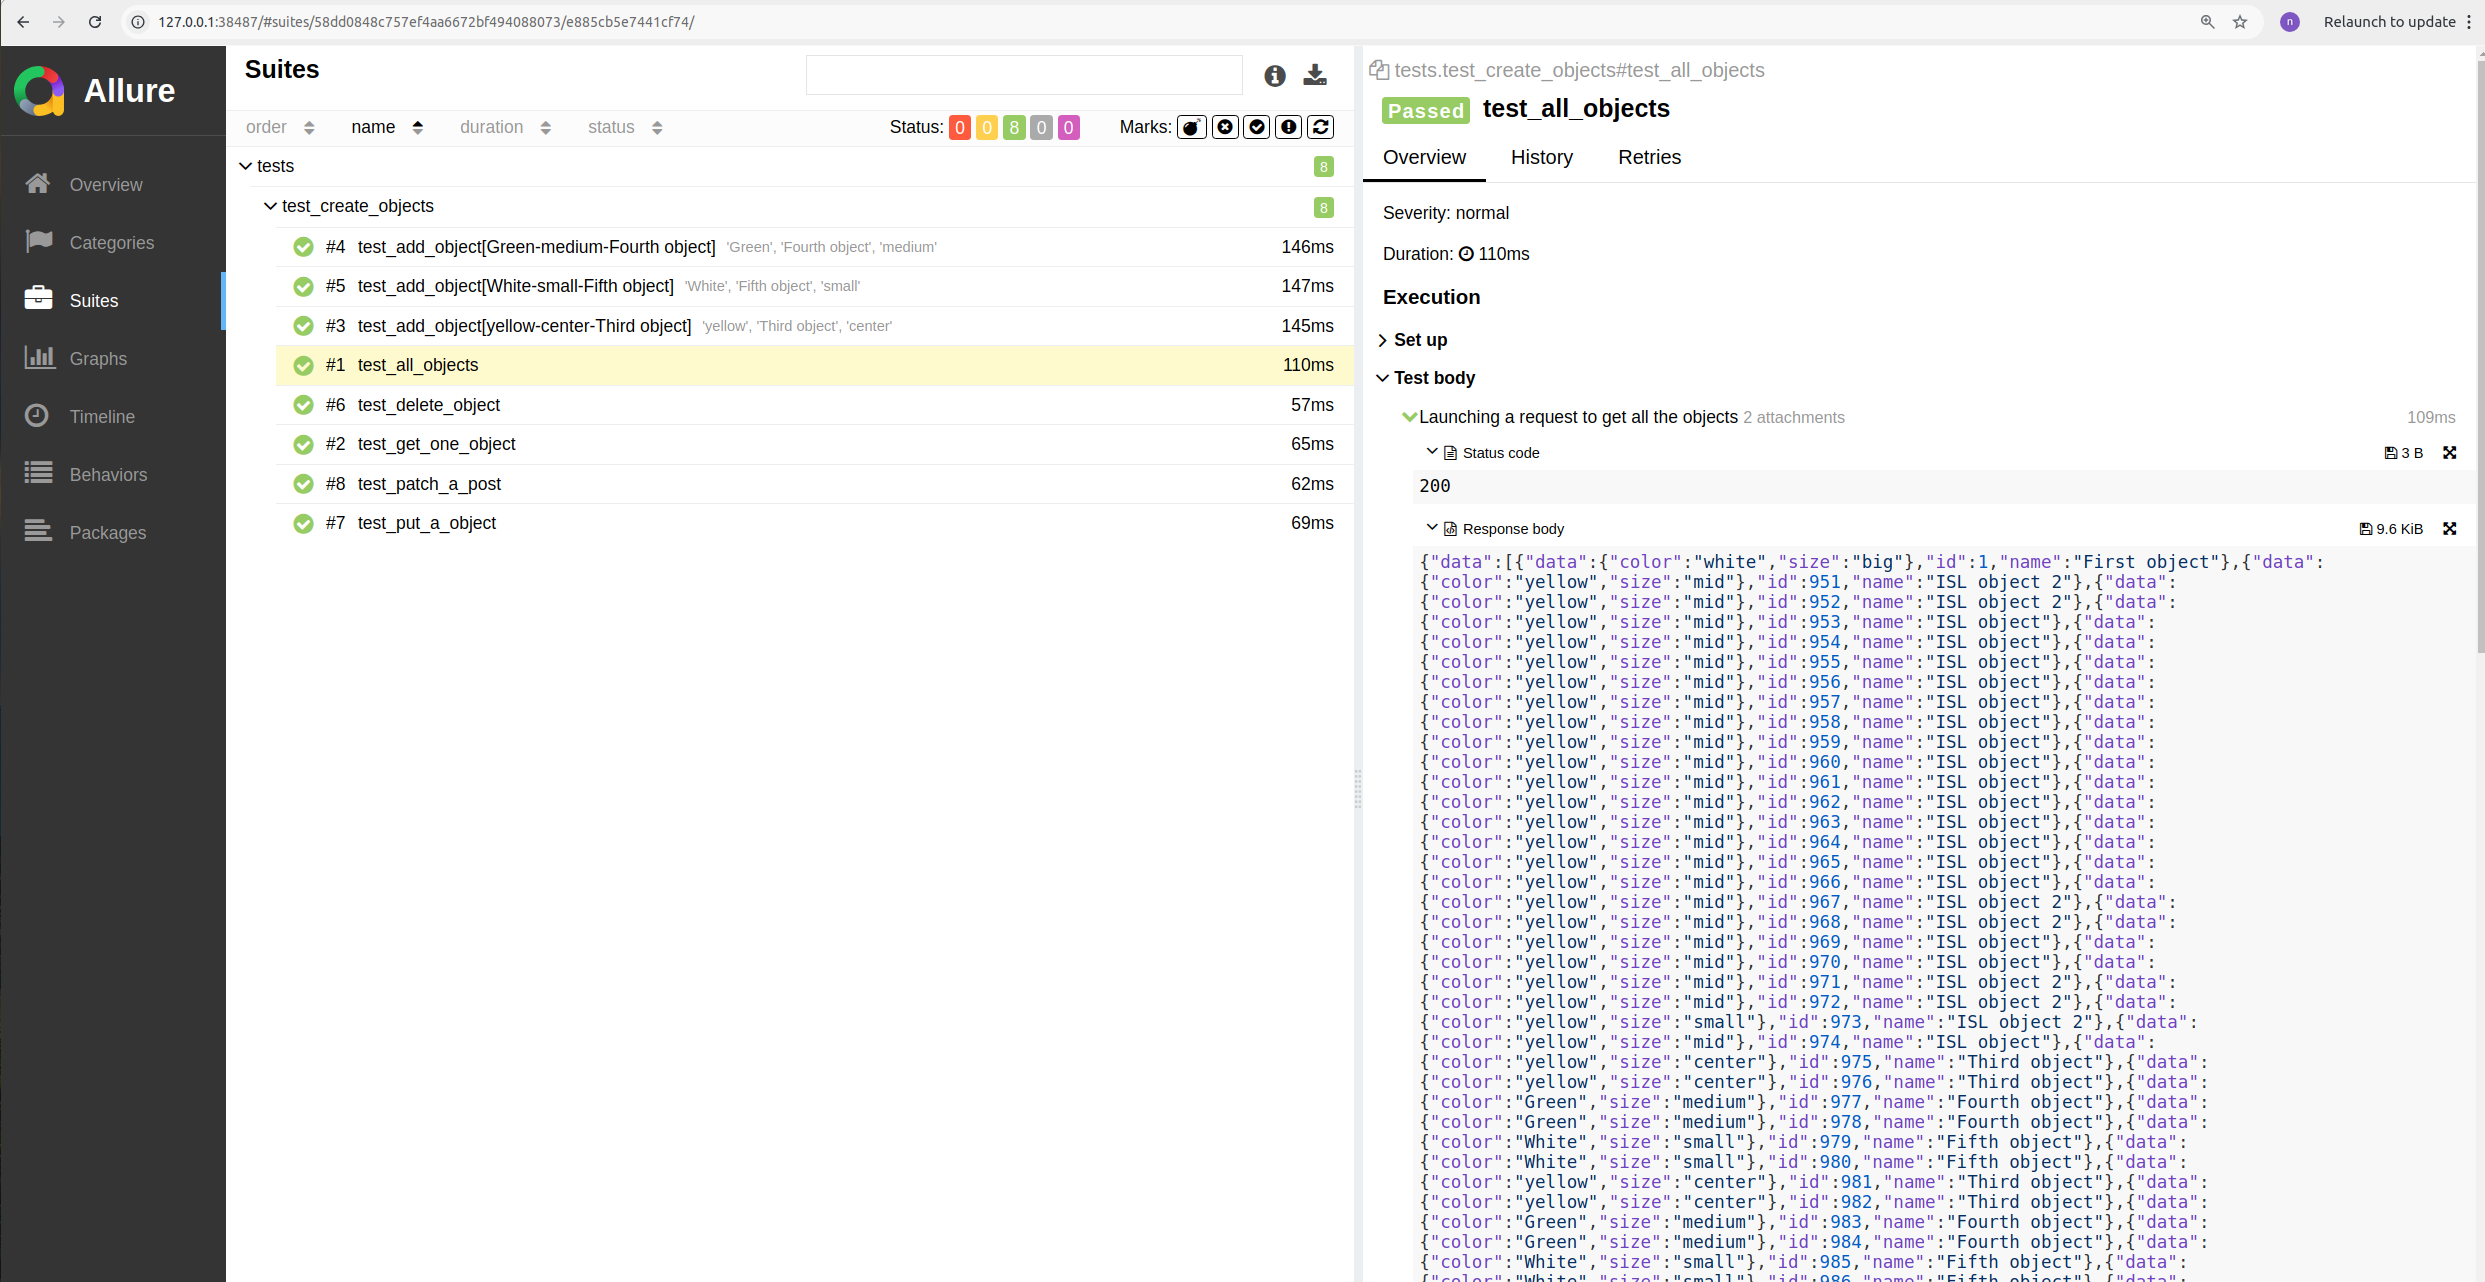 127.0.0.1:38487/#suites/58dd0848c757ef4aa6672bf494088073/e885cb5e7441cf74/
n
Relaunch to update
Allure
Overview
Categories
Suites
Graphs
Timeline
Behaviors
Packages
Suites
order name duration status Status: 0 0 8 0 0 Marks:
tests 8
test_create_objects 8
#4 test_add_object[Green-medium-Fourth object] 'Green', 'Fourth object', 'medium' 146ms
#5 test_add_object[White-small-Fifth object] 'White', 'Fifth object', 'small' 147ms
#3 test_add_object[yellow-center-Third object] 'yellow', 'Third object', 'center' 145ms
#1 test_all_objects 110ms
#6 test_delete_object 57ms
#2 test_get_one_object 65ms
#8 test_patch_a_post 62ms
#7 test_put_a_object 69ms
tests.test_create_objects#test_all_objects
Passed test_all_objects
Overview History Retries
Severity: normal
Duration: 110ms
Execution
Set up
Test body
Launching a request to get all the objects 2 attachments 109ms
Status code 3 B
200
Response body 9.6 KiB
{"data":[{"data":{"color":"white","size":"big"},"id":1,"name":"First object"},{"data":
{"color":"yellow","size":"mid"},"id":951,"name":"ISL object 2"},{"data":
{"color":"yellow","size":"mid"},"id":952,"name":"ISL object 2"},{"data":
{"color":"yellow","size":"mid"},"id":953,"name":"ISL object"},{"data":
{"color":"yellow","size":"mid"},"id":954,"name":"ISL object"},{"data":
{"color":"yellow","size":"mid"},"id":955,"name":"ISL object"},{"data":
{"color":"yellow","size":"mid"},"id":956,"name":"ISL object"},{"data":
{"color":"yellow","size":"mid"},"id":957,"name":"ISL object"},{"data":
{"color":"yellow","size":"mid"},"id":958,"name":"ISL object"},{"data":
{"color":"yellow","size":"mid"},"id":959,"name":"ISL object"},{"data":
{"color":"yellow","size":"mid"},"id":960,"name":"ISL object"},{"data":
{"color":"yellow","size":"mid"},"id":961,"name":"ISL object"},{"data":
{"color":"yellow","size":"mid"},"id":962,"name":"ISL object"},{"data":
{"color":"yellow","size":"mid"},"id":963,"name":"ISL object"},{"data":
{"color":"yellow","size":"mid"},"id":964,"name":"ISL object"},{"data":
{"color":"yellow","size":"mid"},"id":965,"name":"ISL object"},{"data":
{"color":"yellow","size":"mid"},"id":966,"name":"ISL object"},{"data":
{"color":"yellow","size":"mid"},"id":967,"name":"ISL object 2"},{"data":
{"color":"yellow","size":"mid"},"id":968,"name":"ISL object 2"},{"data":
{"color":"yellow","size":"mid"},"id":969,"name":"ISL object"},{"data":
{"color":"yellow","size":"mid"},"id":970,"name":"ISL object"},{"data":
{"color":"yellow","size":"mid"},"id":971,"name":"ISL object 2"},{"data":
{"color":"yellow","size":"mid"},"id":972,"name":"ISL object 2"},{"data":
{"color":"yellow","size":"small"},"id":973,"name":"ISL object 2"},{"data":
{"color":"yellow","size":"mid"},"id":974,"name":"ISL object"},{"data":
{"color":"yellow","size":"center"},"id":975,"name":"Third object"},{"data":
{"color":"yellow","size":"center"},"id":976,"name":"Third object"},{"data":
{"color":"Green","size":"medium"},"id":977,"name":"Fourth object"},{"data":
{"color":"Green","size":"medium"},"id":978,"name":"Fourth object"},{"data":
{"color":"White","size":"small"},"id":979,"name":"Fifth object"},{"data":
{"color":"White","size":"small"},"id":980,"name":"Fifth object"},{"data":
{"color":"yellow","size":"center"},"id":981,"name":"Third object"},{"data":
{"color":"yellow","size":"center"},"id":982,"name":"Third object"},{"data":
{"color":"Green","size":"medium"},"id":983,"name":"Fourth object"},{"data":
{"color":"Green","size":"medium"},"id":984,"name":"Fourth object"},{"data":
{"color":"White","size":"small"},"id":985,"name":"Fifth object"},{"data":
{"color":"White","size":"small"},"id":986,"name":"Fifth object"},{"data":